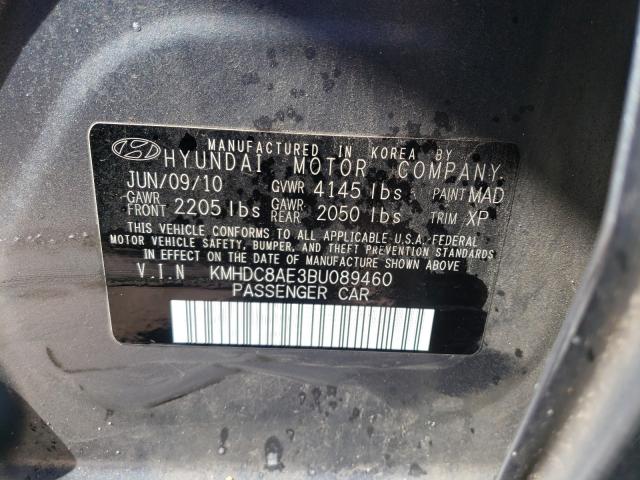 MANUFACTURED IN KOREA BY
HYUNDAI MOTOR COMPANY
JUN/09/10 GVWR 4145 lbs PAINT MAD
GAWR FRONT 2205 lbs GAWR REAR 2050 lbs TRIM XP
THIS VEHICLE CONFORMS TO ALL APPLICABLE U.S.A. FEDERAL
MOTOR VEHICLE SAFETY, BUMPER, AND THEFT PREVENTION STANDARDS
IN EFFECT ON THE DATE OF MANUFACTURE SHOWN ABOVE.
V.I.N KMHDC8AE3BU089460
PASSENGER CAR